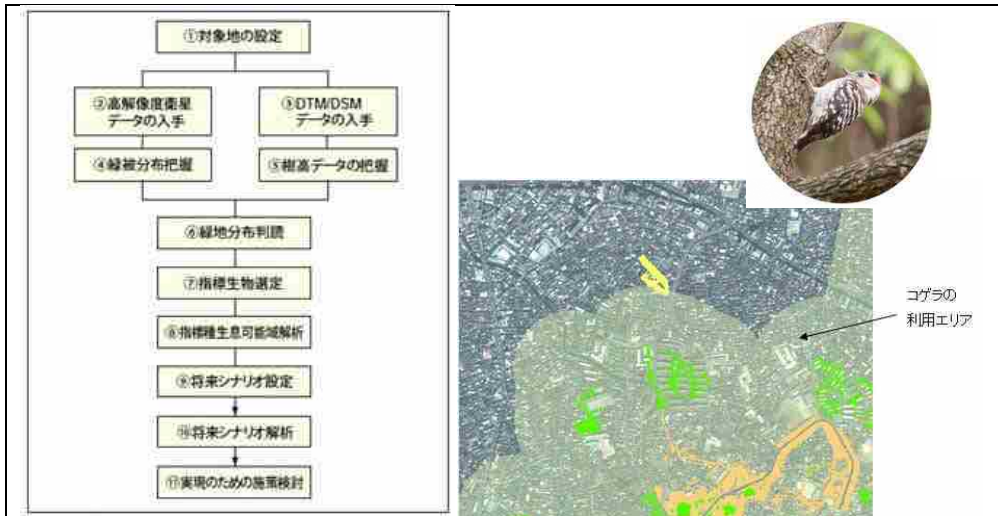 ①対象地の設定
②高解像度衛星
データの入手
③DTM/DSM
データの入手
④緑被分布把握
⑤樹高データの把握
⑥緑地分布判読
⑦指標生物選定
⑧指標種生息可能域解析
⑨将来シナリオ設定
⑩将来シナリオ解析
⑪実現のための施策検討
コゲラの
利用エリア